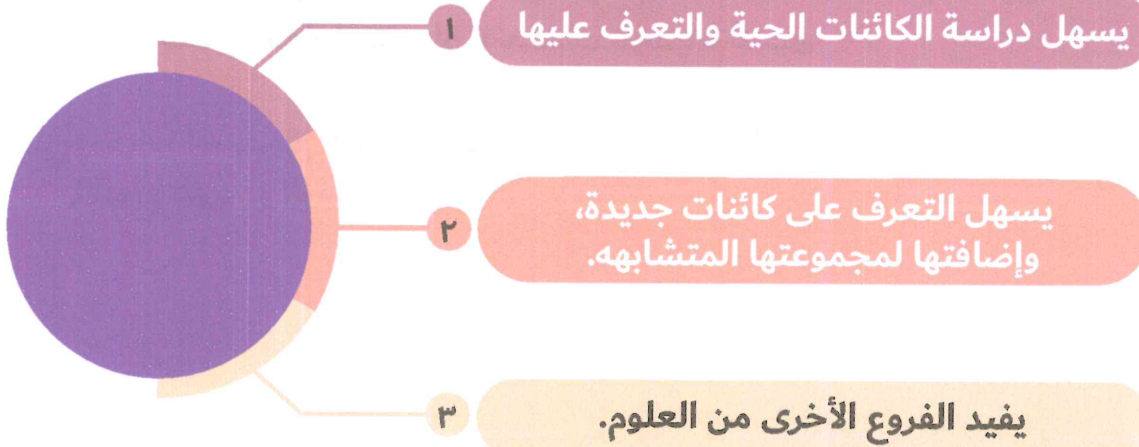 ١
يسهل دراسة الكائنات الحية والتعرف عليها
٢
يسهل التعرف على كائنات جديدة،
وإضافتها لمجموعتها المتشابهه.
٣
يفيد الفروع الأخرى من العلوم.